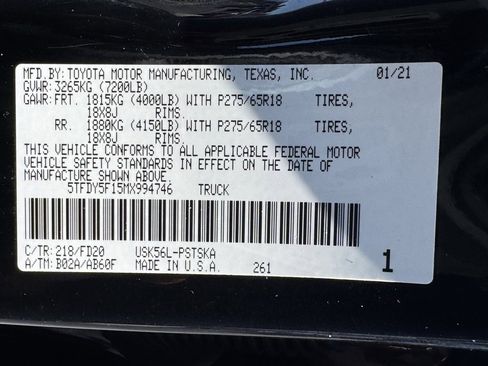 MFD.BY:TOYOTA MOTOR MANUFACTURING, TEXAS, INC. 01/21
GVWR:3265KG (7200LB)
GAWR:FRT. 1815KG (4000LB) WITH P275/65R18 TIRES,
18X8J RIMS.
RR. 1880KG (4150LB) WITH P275/65R18 TIRES,
18X8J RIMS.
THIS VEHICLE CONFORMS TO ALL APPLICABLE FEDERAL MOTOR
VEHICLE SAFETY STANDARDS IN EFFECT ON THE DATE OF
MANUFACTURE SHOWN ABOVE.
5TFDY5F15MX994746 TRUCK
C/TR:218/FD20 USK56L-PSTSKA
A/TM:B02A/AB60F MADE IN U.S.A. 261 1